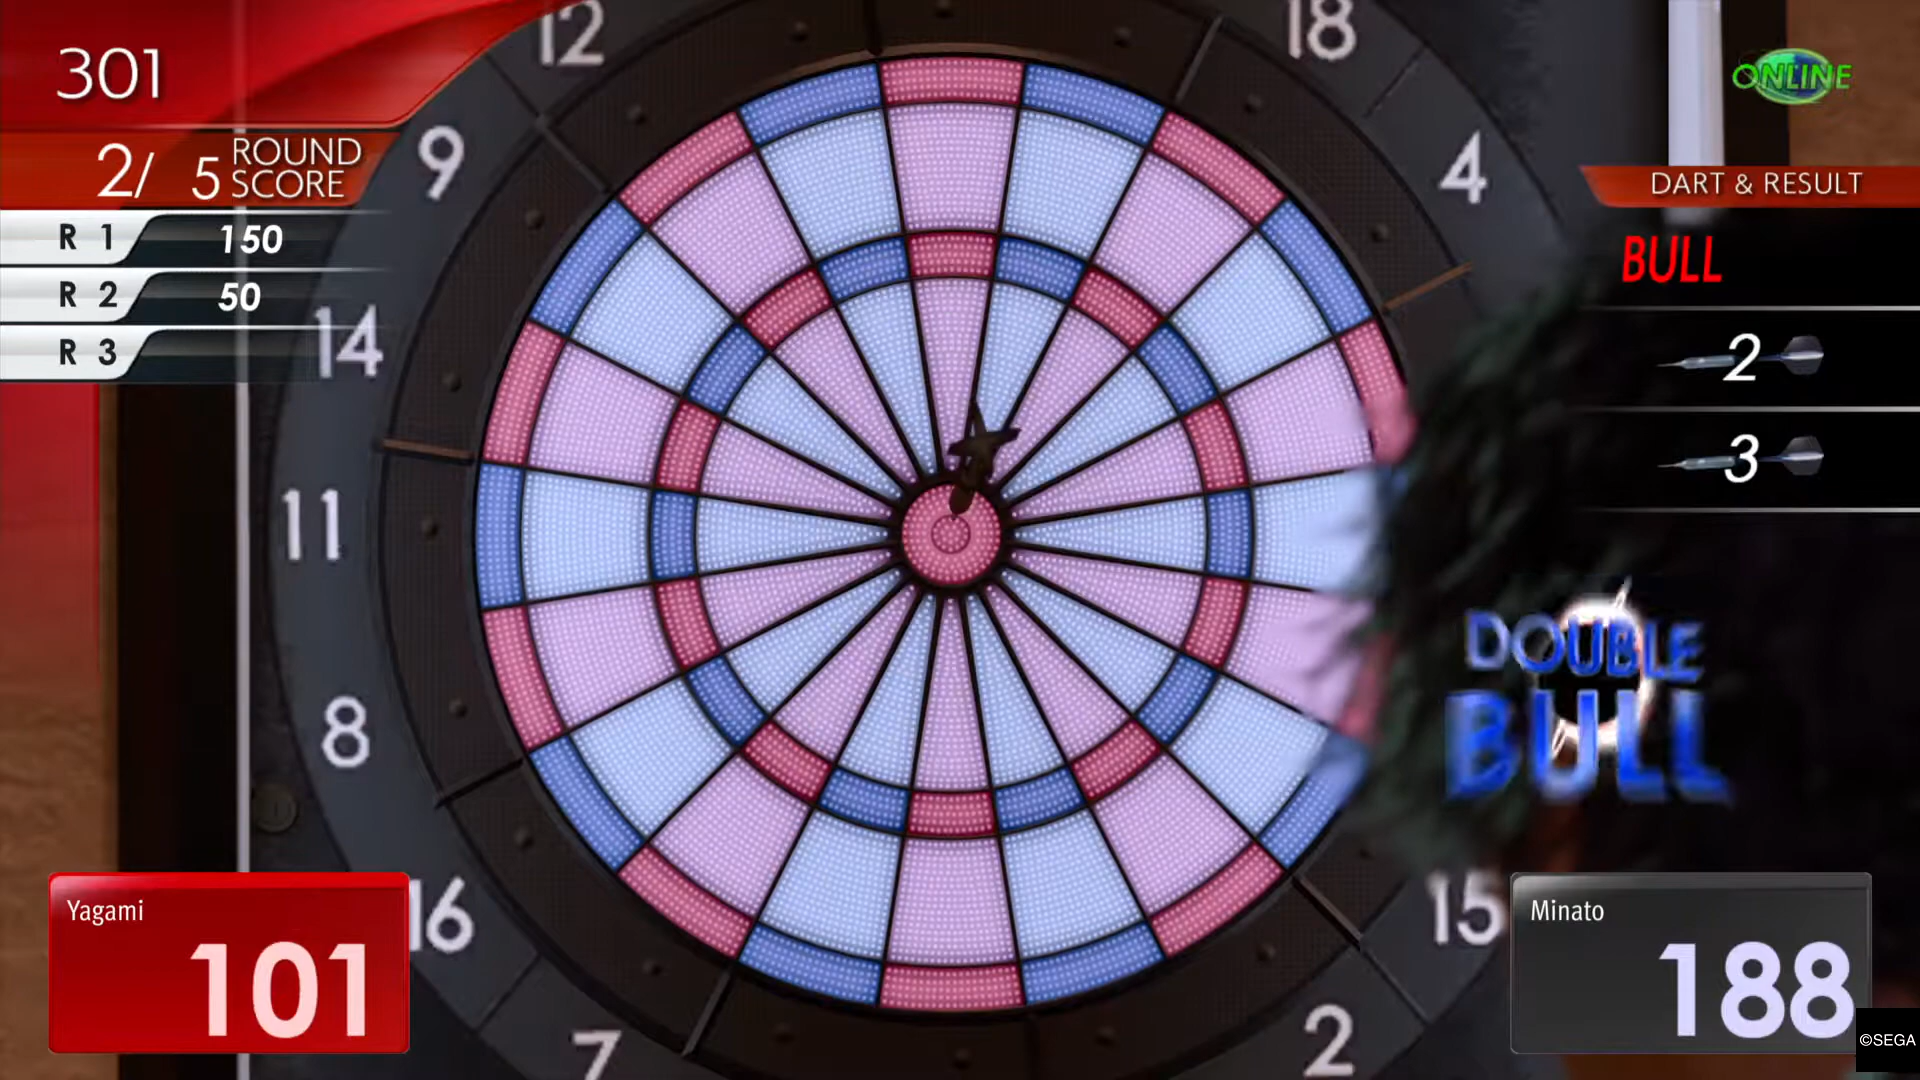 301
2/ 5 ROUND SCORE
R 1 150
R 2 50
R 3
12
18
9
4
14
11
8
16
15
7
2
ONLINE
DART & RESULT
BULL
2
3
DOUBLE
BULL
Yagami
101
Minato
188
©SEGA